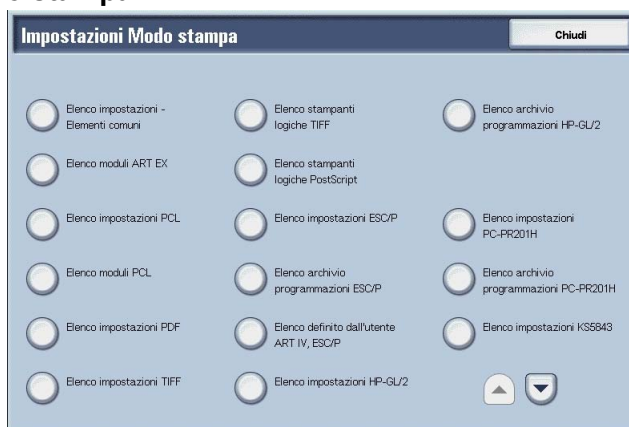 Impostazioni Modo stampa
Chiudi
Elenco impostazioni -
Elementi comuni
Elenco moduli ART EX
Elenco impostazioni PCL
Elenco moduli PCL
Elenco impostazioni PDF
Elenco impostazioni TIFF
Elenco stampanti
logiche TIFF
Elenco stampanti
logiche PostScript
Elenco impostazioni ESC/P
Elenco archivio
programmazioni ESC/P
Elenco definito dall'utente
ART IV, ESC/P
Elenco impostazioni HP-GL/2
Elenco archivio
programmazioni HP-GL/2
Elenco impostazioni
PC-PR201H
Elenco archivio
programmazioni PC-PR201H
Elenco impostazioni KS5843